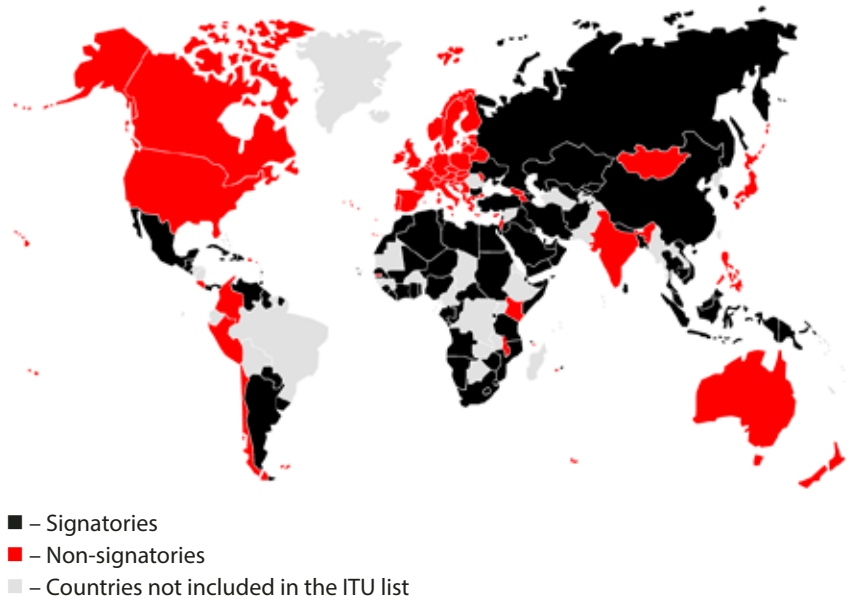 – Signatories
– Non-signatories
– Countries not included in the ITU list